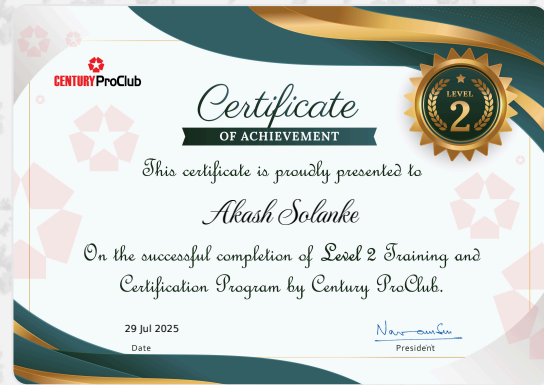 CENTURY ProClub
Certificate
OF ACHIEVEMENT
LEVEL
2
This certificate is proudly presented to
Akash Solanke
On the successful completion of Level 2 Training and
Certification Program by Century ProClub.
29 Jul 2025
Date
President